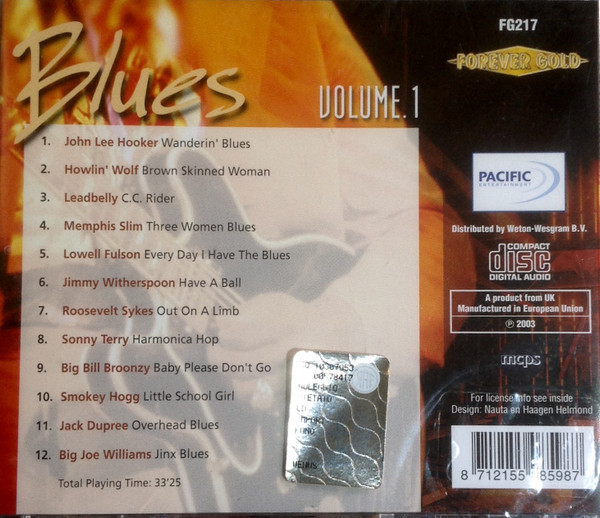 Blues
VOLUME.1
1. John Lee Hooker Wanderin' Blues
2. Howlin' Wolf Brown Skinned Woman
3. Leadbelly C.C. Rider
4. Memphis Slim Three Women Blues
5. Lowell Fulson Every Day I Have The Blues
6. Jimmy Witherspoon Have A Ball
7. Roosevelt Sykes Out On A Limb
8. Sonny Terry Harmonica Hop
9. Big Bill Broonzy Baby Please Don't Go
10. Smokey Hogg Little School Girl
11. Jack Dupree Overhead Blues
12. Big Joe Williams Jinx Blues
Total Playing Time: 33'25
FG217
FOREVER GOLD
PACIFIC
ENTERTAINMENT
Distributed by Weton-Wesgram B.V.
COMPACT
disc
DIGITAL AUDIO
A product from UK
Manufactured in European Union
℗ 2003
mcps
For license info see inside
Design: Nauta en Haagen Helmond
8 712155 085987